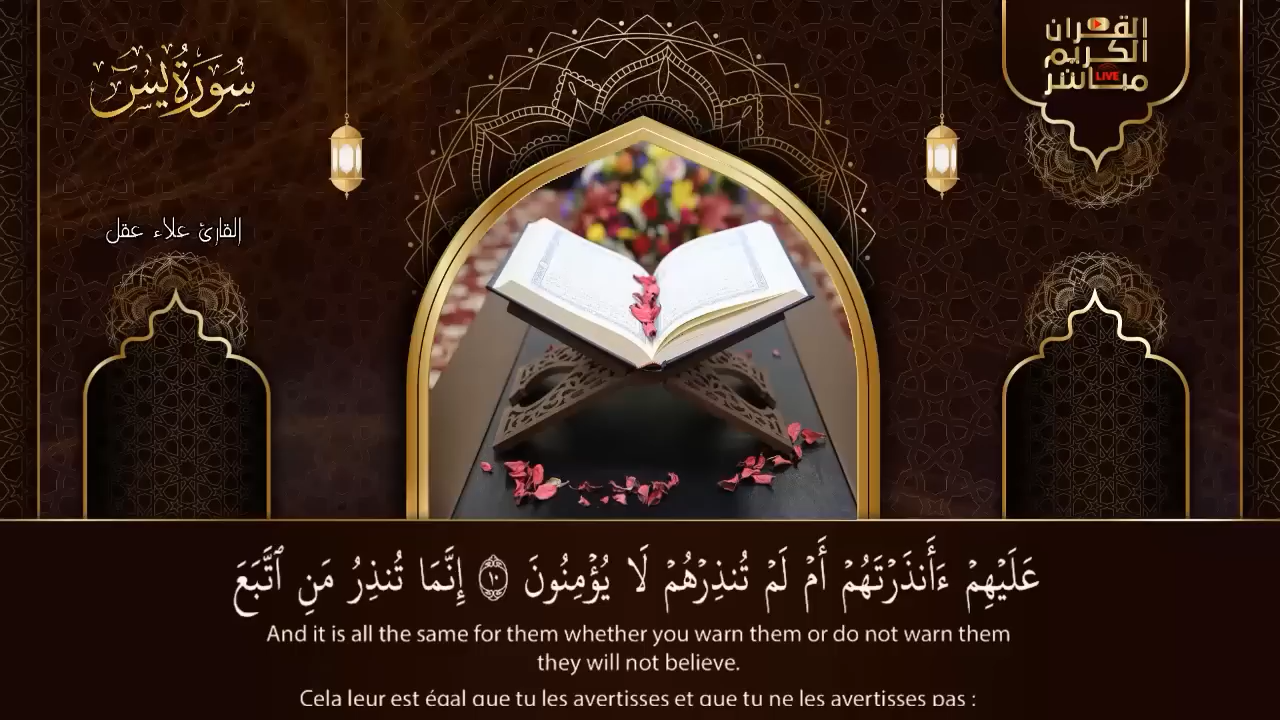 سُورَةُ يسٓ
القرآن
الكريم
مباشر
LIVE
القارئ علاء عقل
عَلَيْهِمْ ءَأَنذَرْتَهُمْ أَمْ لَمْ تُنذِرْهُمْ لَا يُؤْمِنُونَ ۝١٠ إِنَّمَا تُنذِرُ مَنِ ٱتَّبَعَ
And it is all the same for them whether you warn them or do not warn them
they will not believe.
Cela leur est égal que tu les avertisses et que tu ne les avertisses pas :